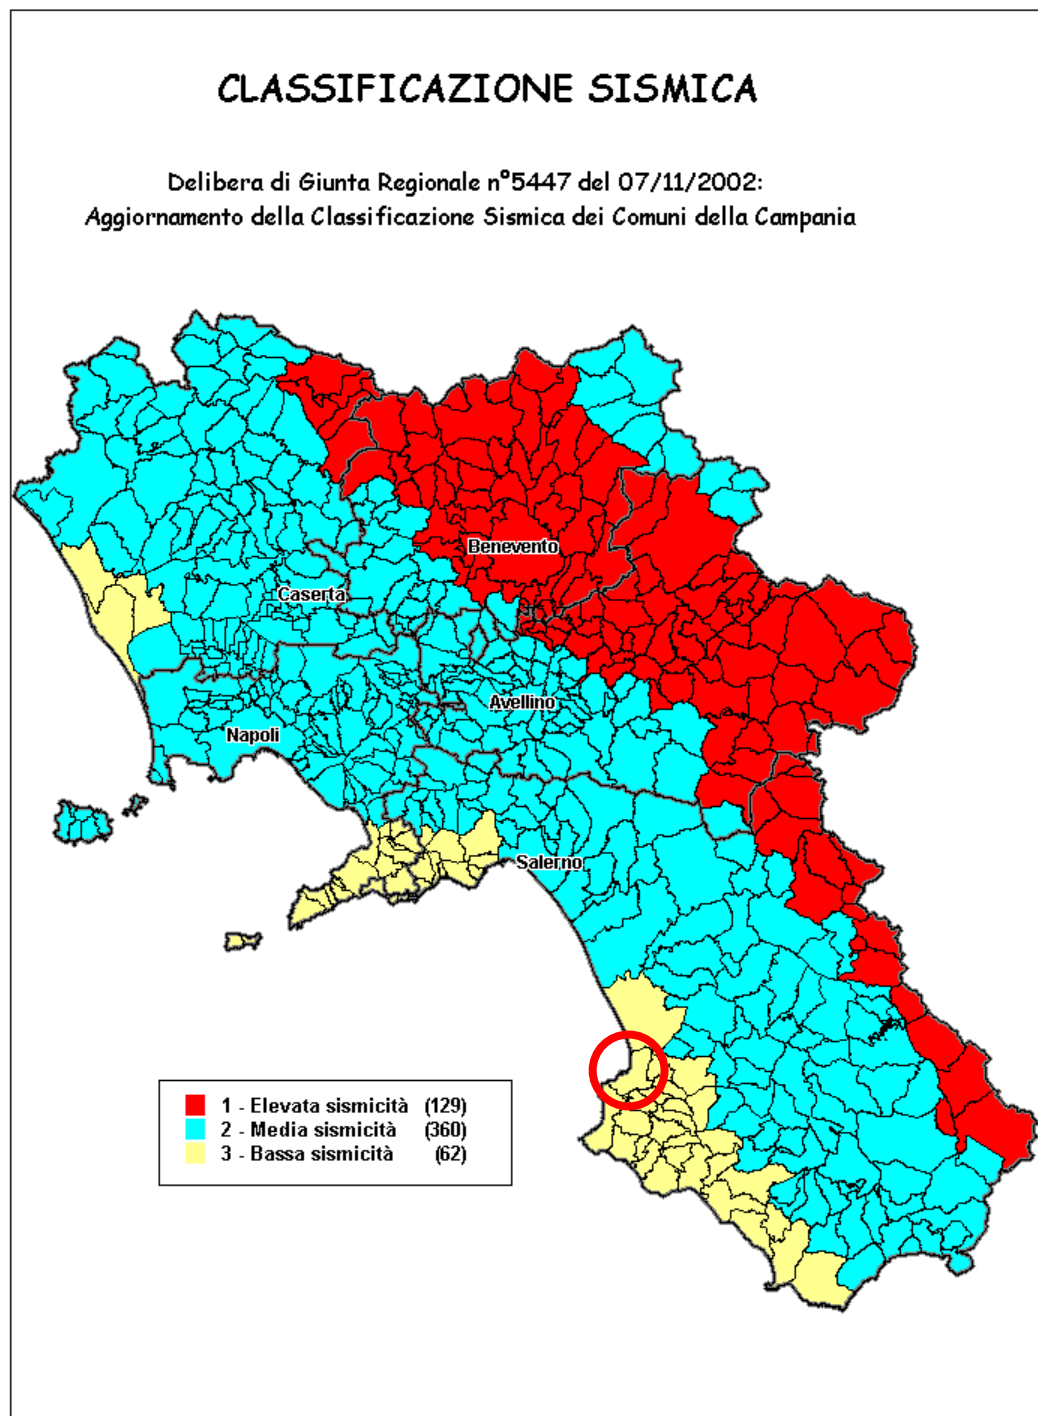 CLASSIFICAZIONE SISMICA
Delibera di Giunta Regionale n°5447 del 07/11/2002:
Aggiornamento della Classificazione Sismica dei Comuni della Campania
Benevento
Caserta
Avellino
Napoli
Salerno
1 - Elevata sismicità (129)
2 - Media sismicità (360)
3 - Bassa sismicità (62)